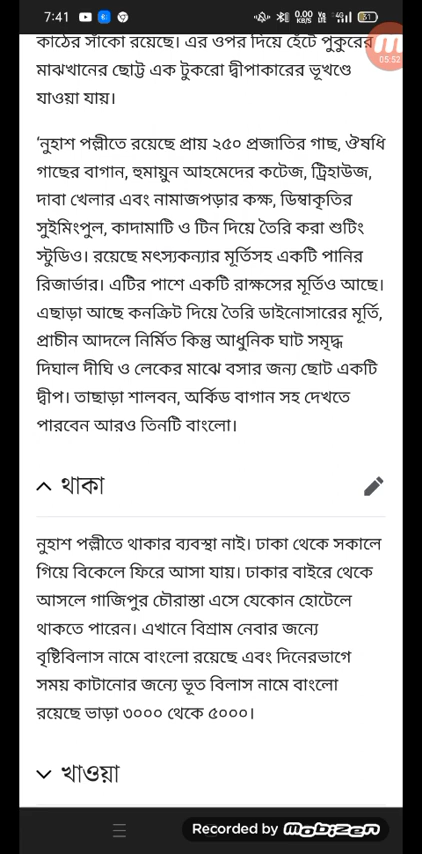 7:41
0.00
KB/S
4G
31
05:52
কাঠের সাঁকো রয়েছে। এর ওপর দিয়ে হেঁটে পুকুরের
মাঝখানের ছোট্ট এক টুকরো দ্বীপাকারের ভূখণ্ডে
যাওয়া যায়।
‘নুহাশ পল্লীতে রয়েছে প্রায় ২৫০ প্রজাতির গাছ, ঔষধি
গাছের বাগান, হুমায়ুন আহমেদের কটেজ, ট্রিহাউজ,
দাবা খেলার এবং নামাজপড়ার কক্ষ, ডিম্বাকৃতির
সুইমিংপুল, কাদামাটি ও টিন দিয়ে তৈরি করা শুটিং
স্টুডিও। রয়েছে মৎস্যকন্যার মূর্তিসহ একটি পানির
রিজার্ভার। এটির পাশে একটি রাক্ষসের মূর্তিও আছে।
এছাড়া আছে কনক্রিট দিয়ে তৈরি ডাইনোসারের মূর্তি,
প্রাচীন আদলে নির্মিত কিন্তু আধুনিক ঘাট সমৃদ্ধ
দিঘাল দীঘি ও লেকের মাঝে বসার জন্য ছোট একটি
দ্বীপ। তাছাড়া শালবন, অর্কিড বাগান সহ দেখতে
পারবেন আরও তিনটি বাংলো।
থাকা
নুহাশ পল্লীতে থাকার ব্যবস্থা নাই। ঢাকা থেকে সকালে
গিয়ে বিকেলে ফিরে আসা যায়। ঢাকার বাইরে থেকে
আসলে গাজিপুর চৌরাস্তা এসে যেকোন হোটেলে
থাকতে পারেন। এখানে বিশ্রাম নেবার জন্যে
বৃষ্টিবিলাস নামে বাংলো রয়েছে এবং দিনেরভাগে
সময় কাটানোর জন্যে ভূত বিলাস নামে বাংলো
রয়েছে ভাড়া ৩০০০ থেকে ৫০০০।
খাওয়া
Recorded by mobizen